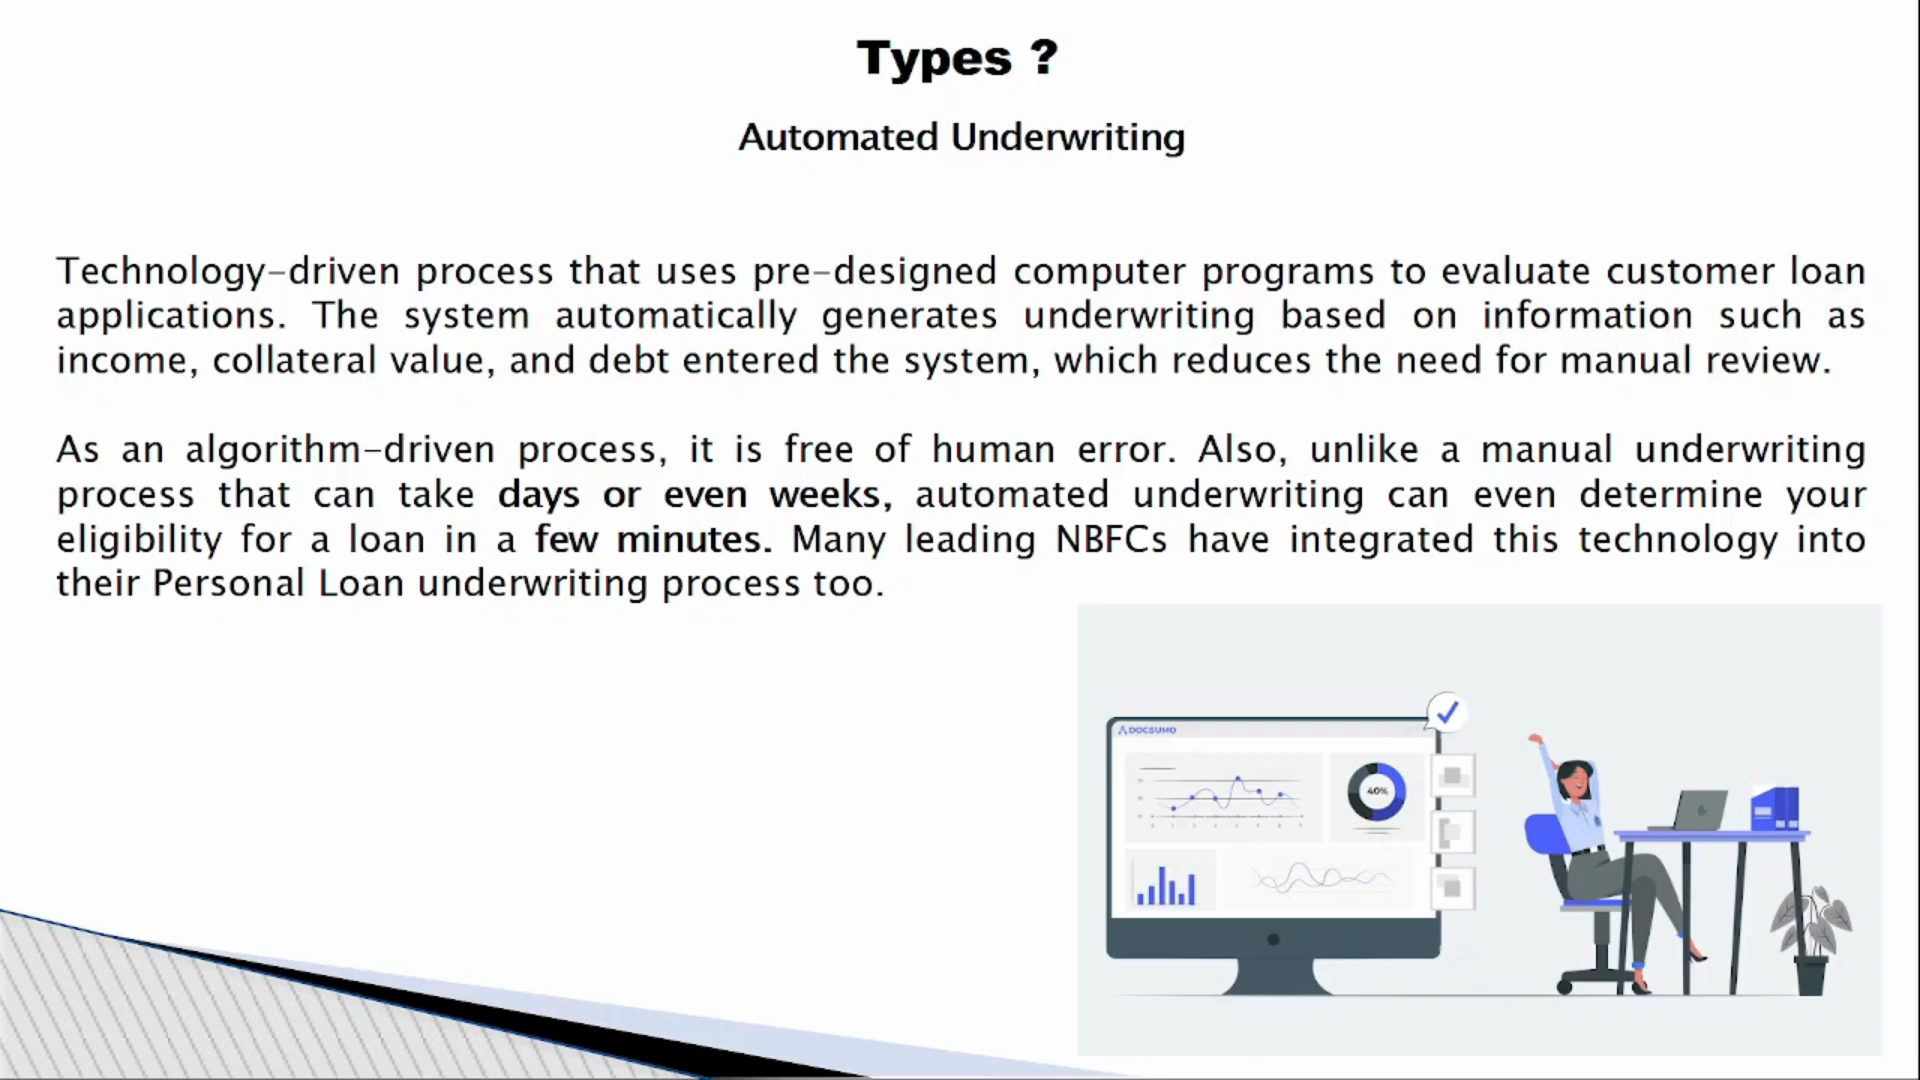 Types ?
Automated Underwriting
Technology-driven process that uses pre-designed computer programs to evaluate customer loan
applications. The system automatically generates underwriting based on information such as
income, collateral value, and debt entered the system, which reduces the need for manual review.
As an algorithm-driven process, it is free of human error. Also, unlike a manual underwriting
process that can take days or even weeks, automated underwriting can even determine your
eligibility for a loan in a few minutes. Many leading NBFCs have integrated this technology into
their Personal Loan underwriting process too.
DOCSUMO
40%